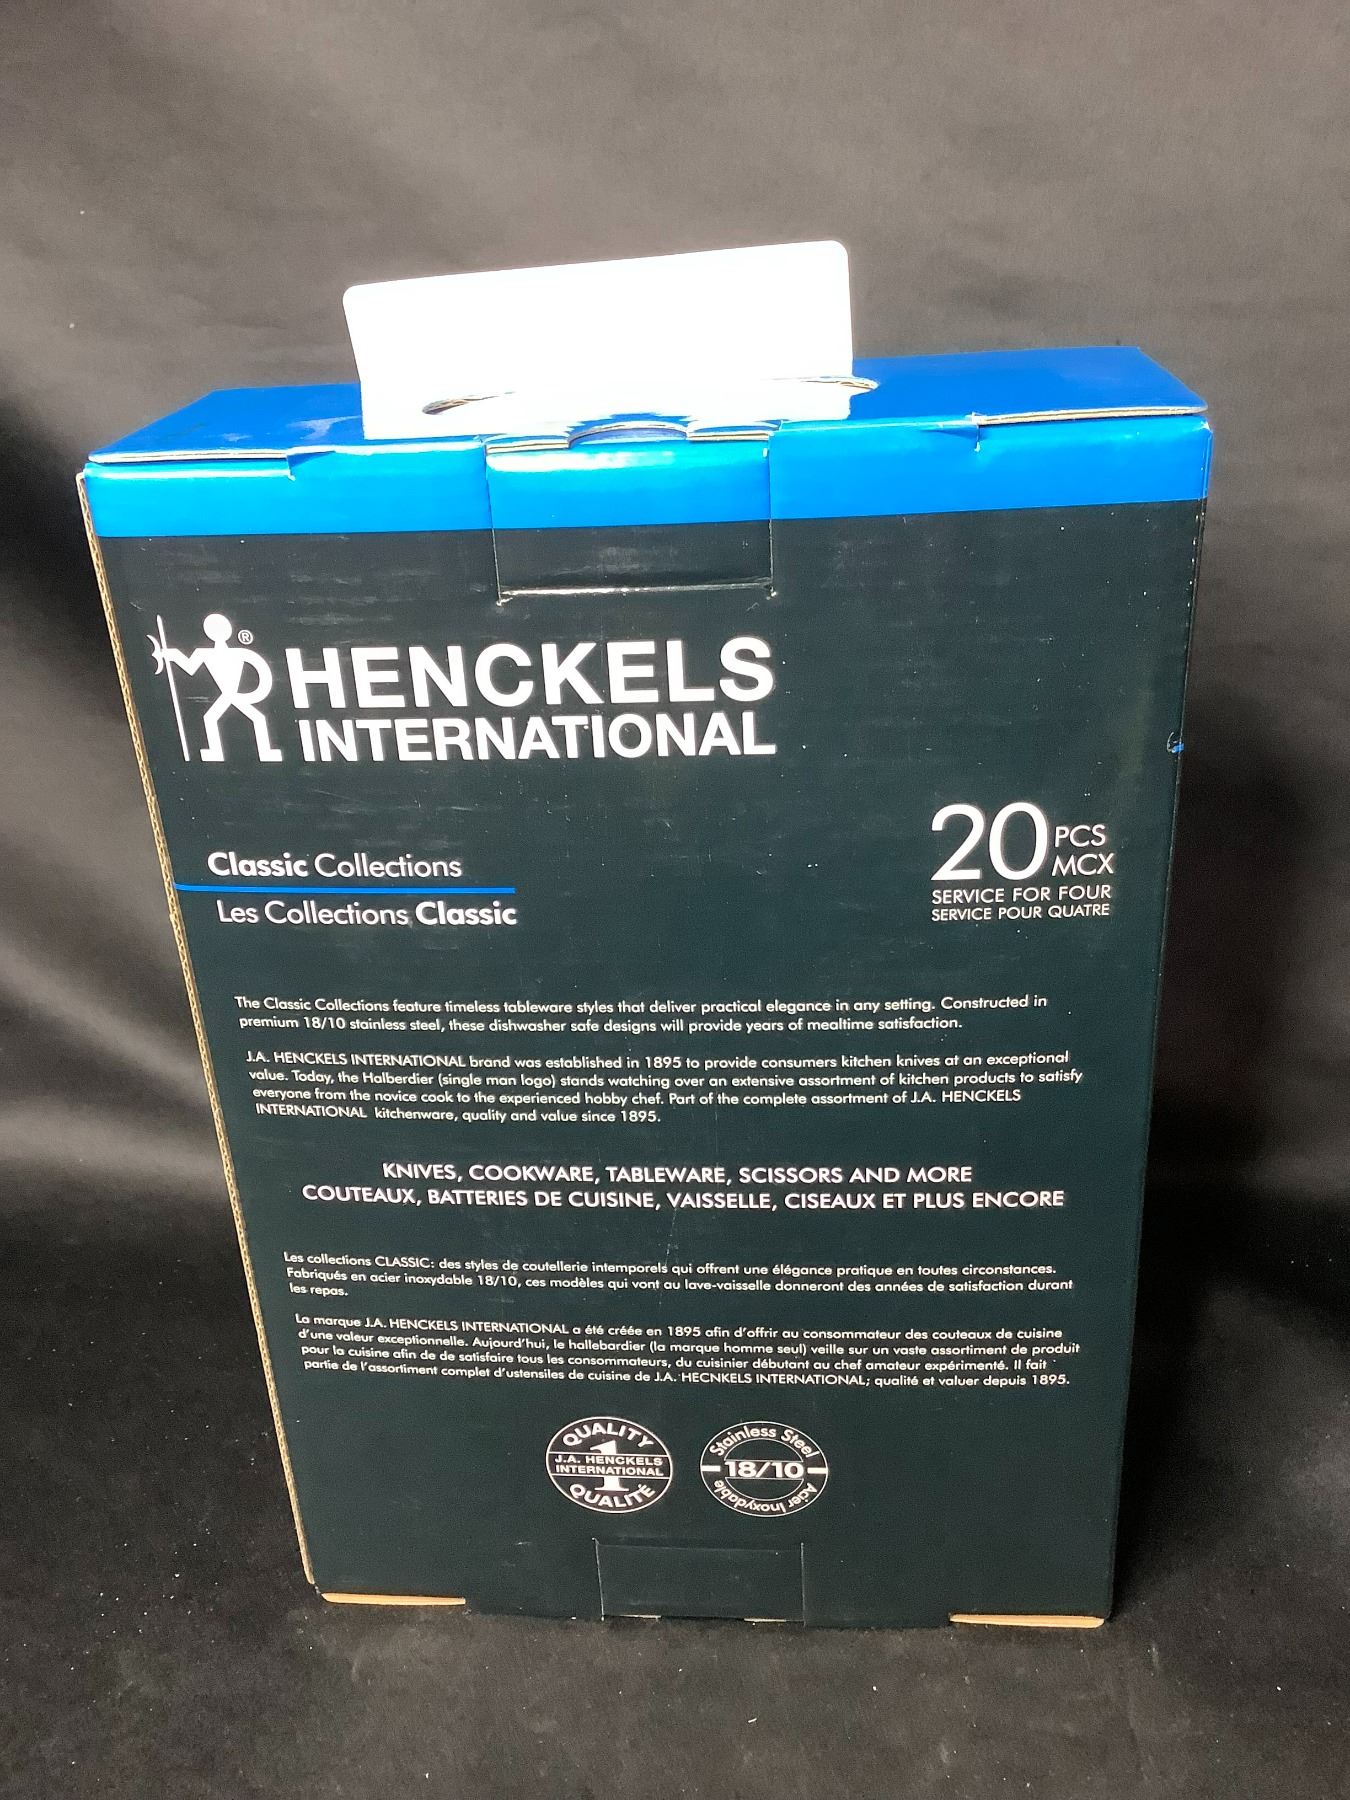 ®
HENCKELS
INTERNATIONAL
Classic Collections
Les Collections Classic
20 PCS
MCX
SERVICE FOR FOUR
SERVICE POUR QUATRE
The Classic Collections feature timeless tableware styles that deliver practical elegance in any setting. Constructed in
premium 18/10 stainless steel, these dishwasher safe designs will provide years of mealtime satisfaction.
J.A. HENCKELS INTERNATIONAL brand was established in 1895 to provide consumers kitchen knives at an exceptional
value. Today, the Halberdier (single man logo) stands watching over an extensive assortment of kitchen products to satisfy
everyone from the novice cook to the experienced hobby chef. Part of the complete assortment of J.A. HENCKELS
INTERNATIONAL kitchenware, quality and value since 1895.
KNIVES, COOKWARE, TABLEWARE, SCISSORS AND MORE
COUTEAUX, BATTERIES DE CUISINE, VAISSELLE, CISEAUX ET PLUS ENCORE
Les collections CLASSIC: des styles de coutellerie intemporels qui offrent une élégance pratique en toutes circonstances.
Fabriqués en acier inoxydable 18/10, ces modèles qui vont au lave-vaisselle donneront des années de satisfaction durant
les repas.
La marque J.A. HENCKELS INTERNATIONAL a été créée en 1895 afin d'offrir au consommateur des couteaux de cuisine
d'une valeur exceptionnelle. Aujourd'hui, le hallebardier (la marque homme seul) veille sur un vaste assortiment de produit
pour la cuisine afin de de satisfaire tous les consommateurs, du cuisinier débutant au chef amateur expérimenté. Il fait
partie de l'assortiment complet d'ustensiles de cuisine de J.A. HECNKELS INTERNATIONAL; qualité et valuer depuis 1895.
QUALITY
1
J.A. HENCKELS
INTERNATIONAL
QUALITÉ
Stainless Steel
18/10
Acier Inoxydable